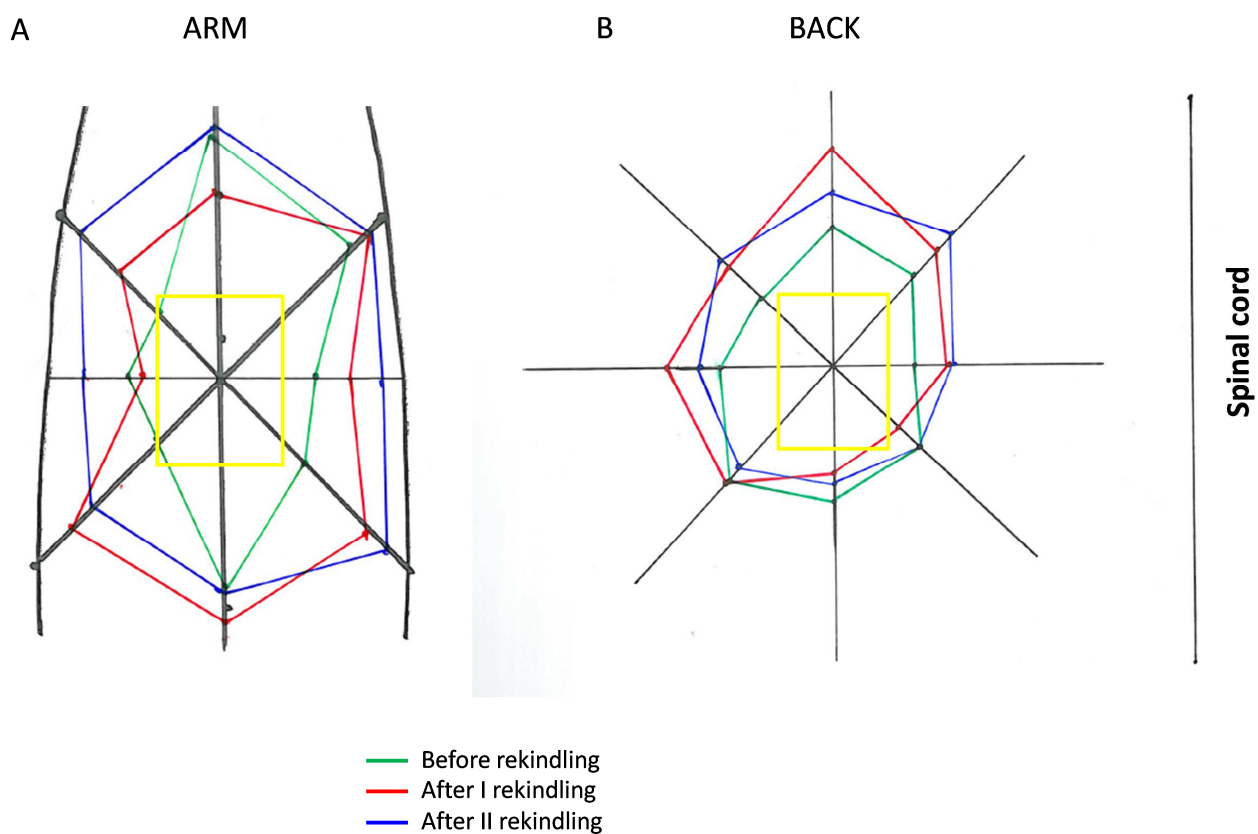 A
ARM
B
BACK
Spinal cord
Before rekindling
After I rekindling
After II rekindling